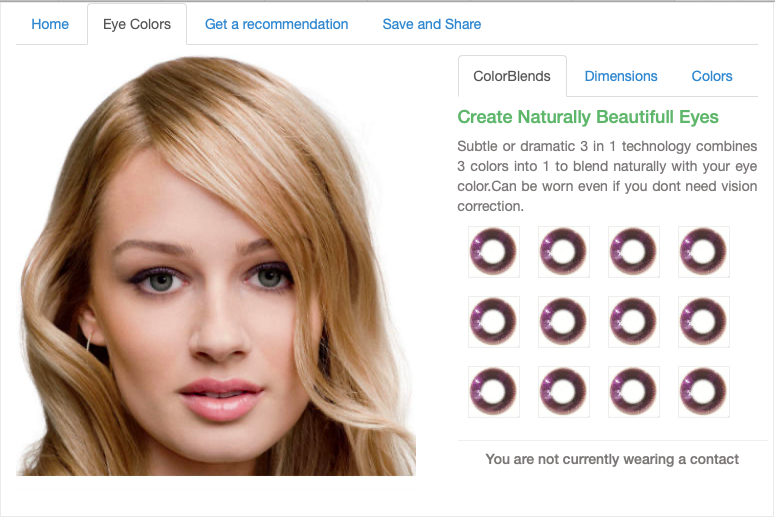 Home Eye Colors Get a recommendation Save and Share
ColorBlends Dimensions Colors
Create Naturally Beautifull Eyes
Subtle or dramatic 3 in 1 technology combines
3 colors into 1 to blend naturally with your eye
color.Can be worn even if you dont need vision
correction.
You are not currently wearing a contact